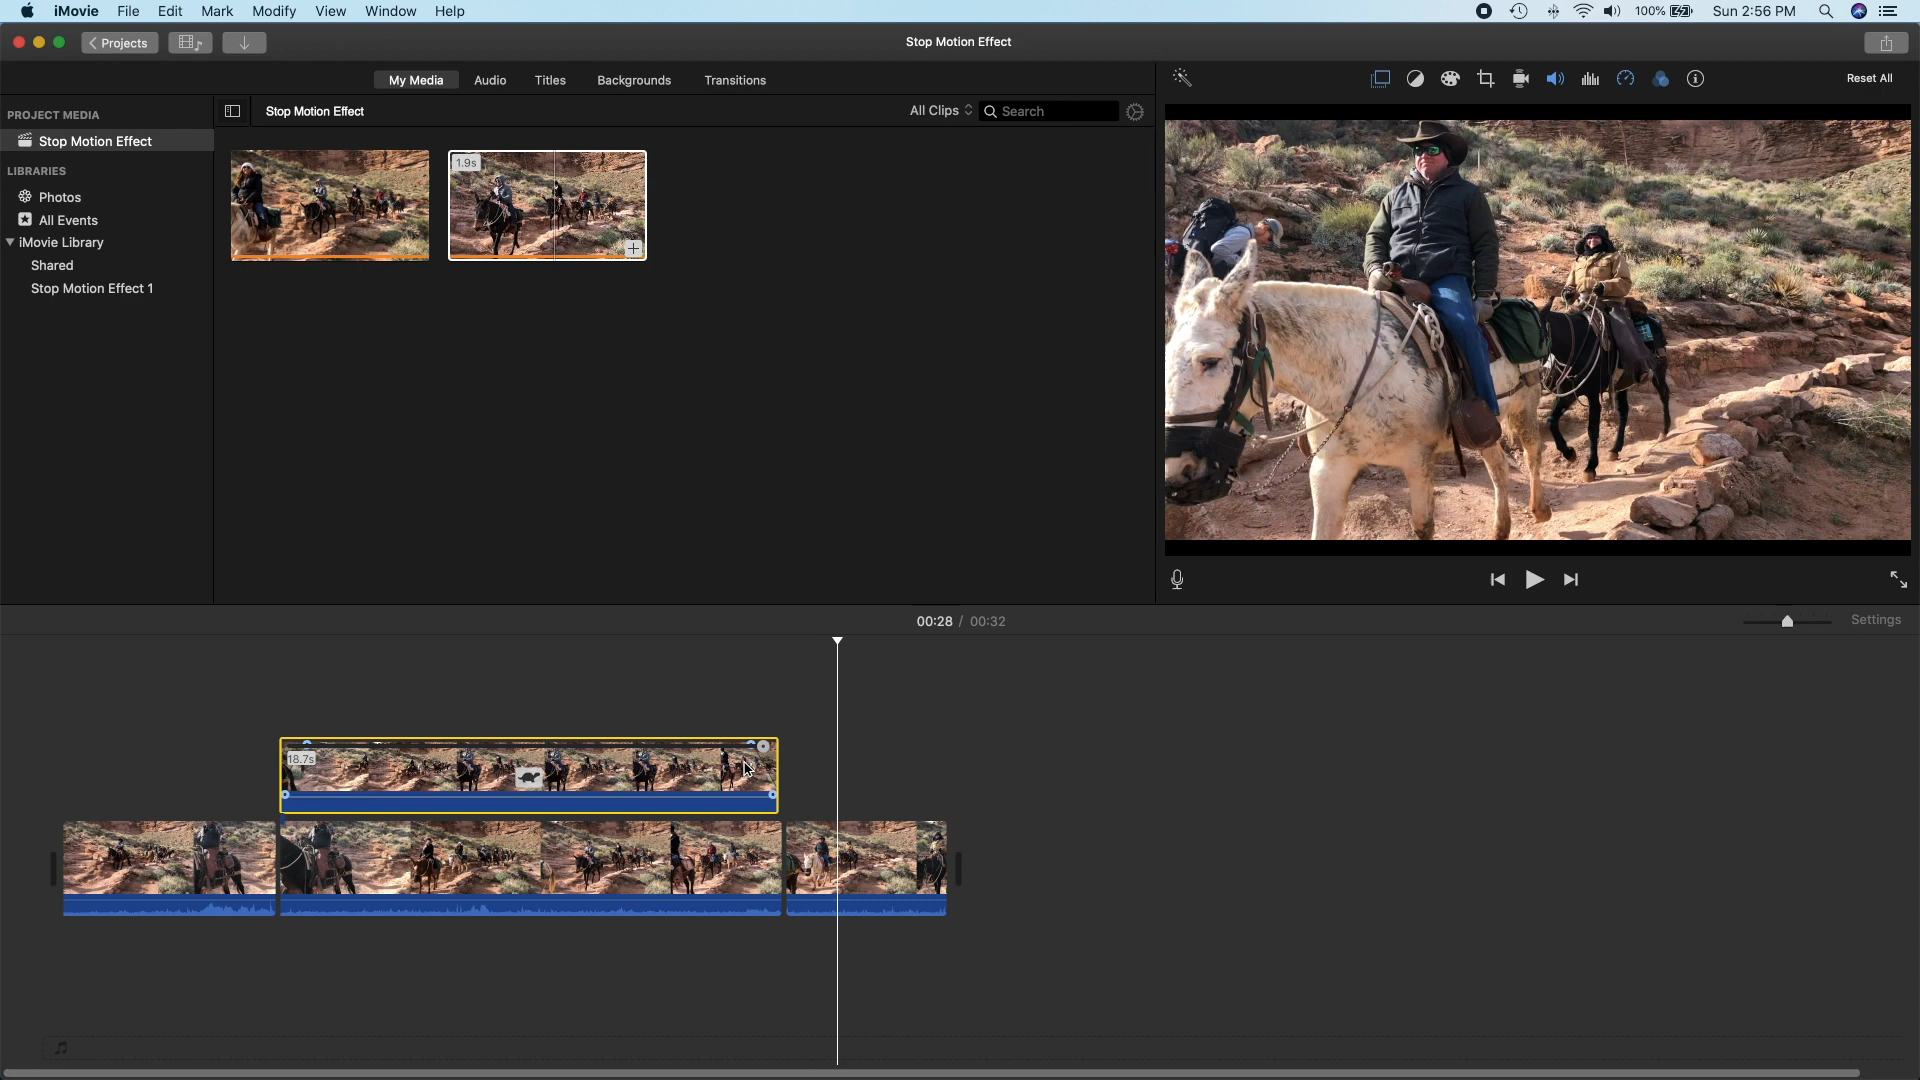 iMovie File Edit Mark Modify View Window Help 100% Sun 2:56 PM
Projects Stop Motion Effect
My Media Audio Titles Backgrounds Transitions Reset All
PROJECT MEDIA
Stop Motion Effect All Clips Search
Stop Motion Effect
LIBRARIES
Photos
All Events
iMovie Library
Shared
Stop Motion Effect 1
1.9s
00:28 / 00:32 Settings
18.7s